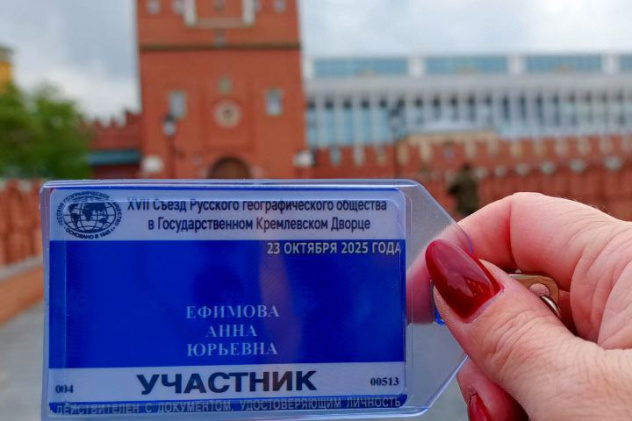 XVII Съезд Русского географического общества
в Государственном Кремлевском Дворце
23 ОКТЯБРЯ 2025 ГОДА
ЕФИМОВА
АННА
ЮРЬЕВНА
УЧАСТНИК
004
00513
ДЕЙСТВИТЕЛЕН С ДОКУМЕНТОМ, УДОСТОВЕРЯЮЩИМ ЛИЧНОСТЬ